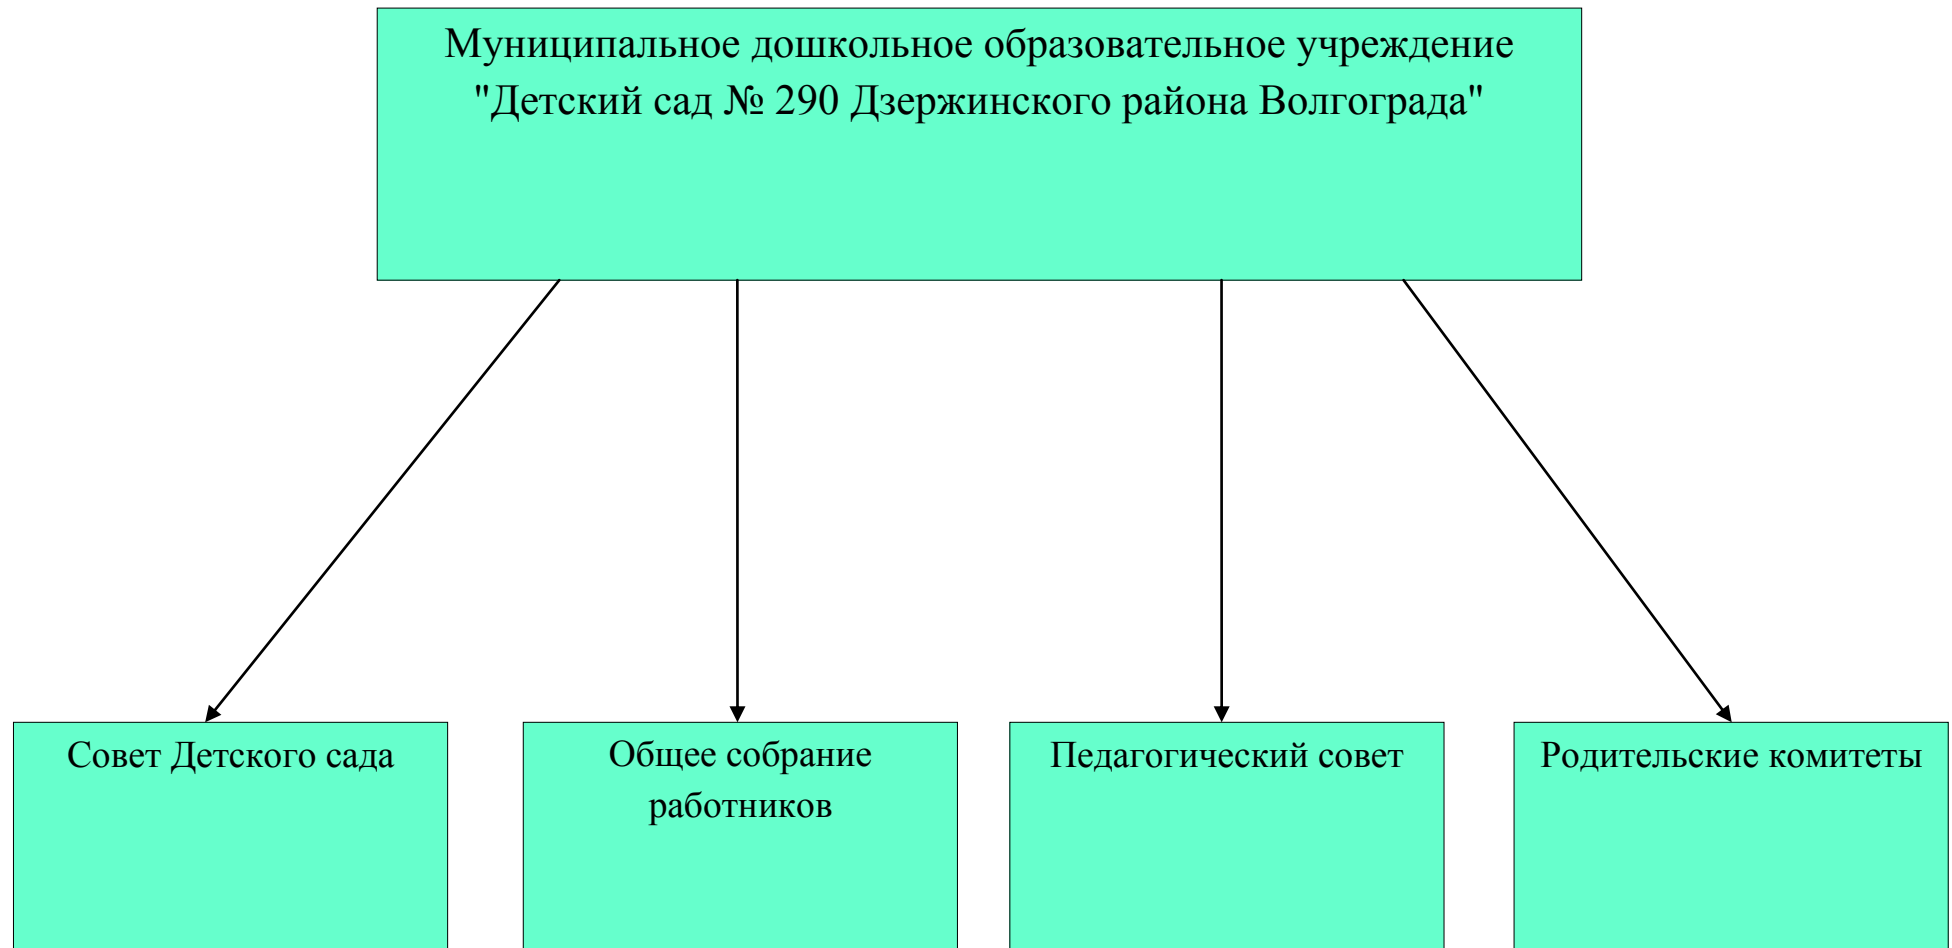 Муниципальное дошкольное образовательное учреждение
"Детский сад № 290 Дзержинского района Волгограда"
Совет Детского сада
Общее собрание
работников
Педагогический совет
Родительские комитеты